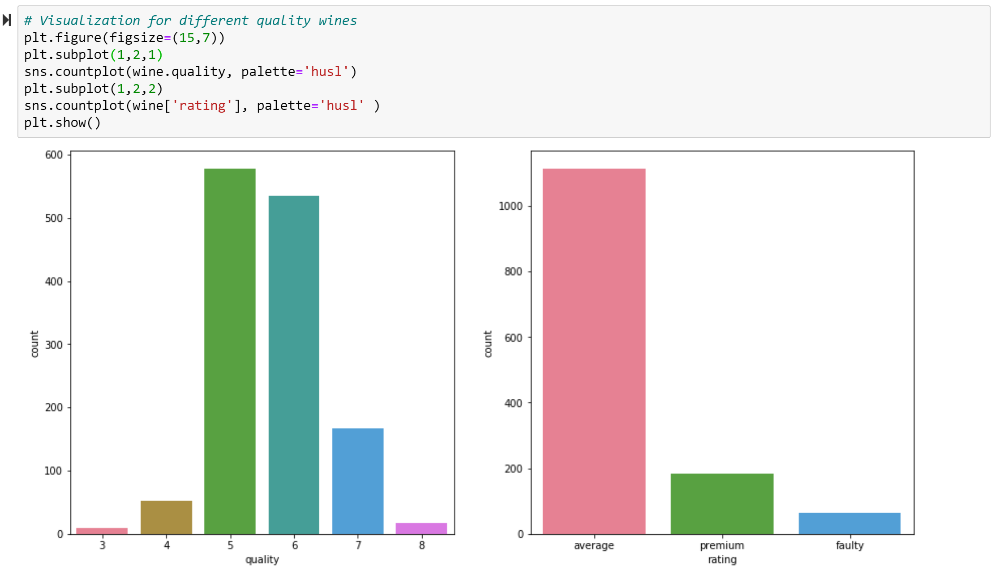 # Visualization for different quality wines
plt.figure(figsize=(15,7))
plt.subplot(1,2,1)
sns.countplot(wine.quality, palette='husl')
plt.subplot(1,2,2)
sns.countplot(wine['rating'], palette='husl' )
plt.show()
600
500
400
300
200
100
0
count
3 4 5 6 7 8
quality
1000
800
600
400
200
0
count
average premium faulty
rating